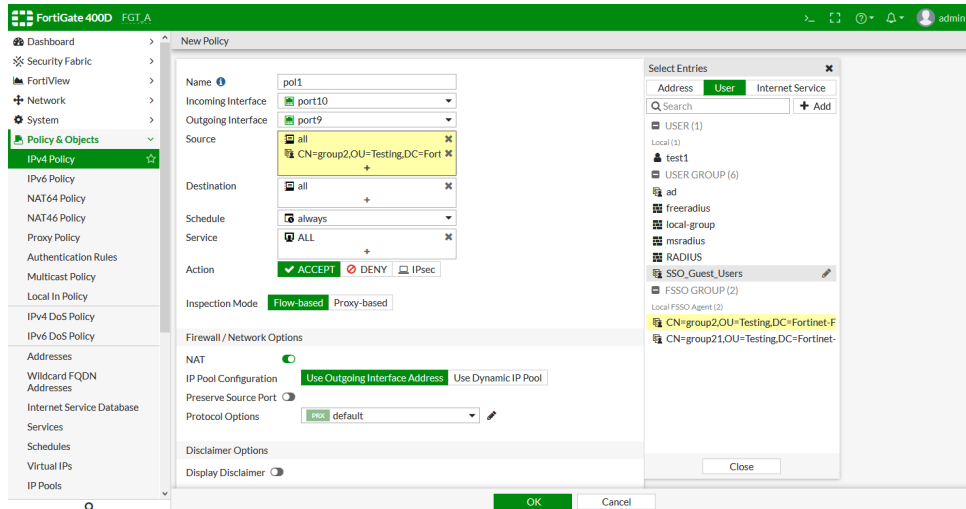 FortiGate 400D FGT_A
admin
Dashboard
Security Fabric
FortiView
Network
System
Policy & Objects
IPv4 Policy
IPv6 Policy
NAT64 Policy
NAT46 Policy
Proxy Policy
Authentication Rules
Multicast Policy
Local In Policy
IPv4 DoS Policy
IPv6 DoS Policy
Addresses
Wildcard FQDN
Addresses
Internet Service Database
Services
Schedules
Virtual IPs
IP Pools
New Policy
Name pol1
Incoming Interface port10
Outgoing Interface port9
Source all
CN=group2,OU=Testing,DC=Fort
+
Destination all
+
Schedule always
Service ALL
+
Action ACCEPT DENY IPsec
Inspection Mode Flow-based Proxy-based
Firewall / Network Options
NAT
IP Pool Configuration Use Outgoing Interface Address Use Dynamic IP Pool
Preserve Source Port
Protocol Options PRX default
Disclaimer Options
Display Disclaimer
OK Cancel
Select Entries
Address User Internet Service
Search + Add
USER (1)
Local (1)
test1
USER GROUP (6)
ad
freeradius
local-group
msradius
RADIUS
SSO_Guest_Users
FSSO GROUP (2)
Local FSSO Agent (2)
CN=group2,OU=Testing,DC=Fortinet-F
CN=group21,OU=Testing,DC=Fortinet-
Close